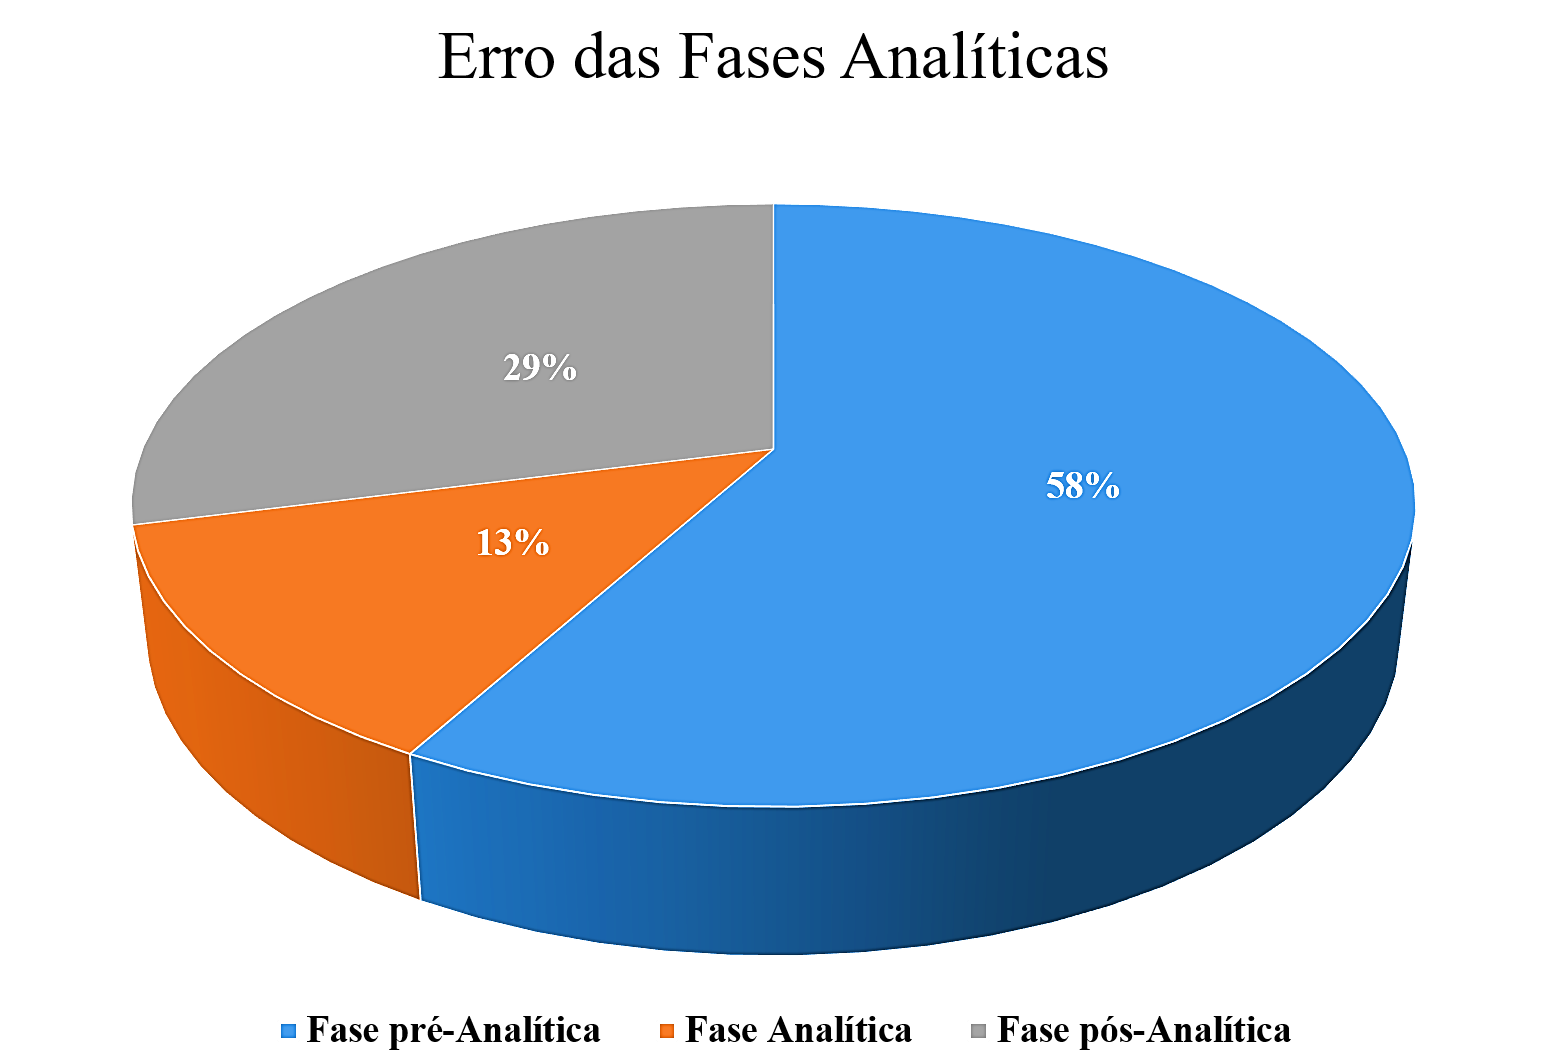 Erro das Fases Analíticas
29%
58%
13%
Fase pré-Analítica Fase Analítica Fase pós-Analítica